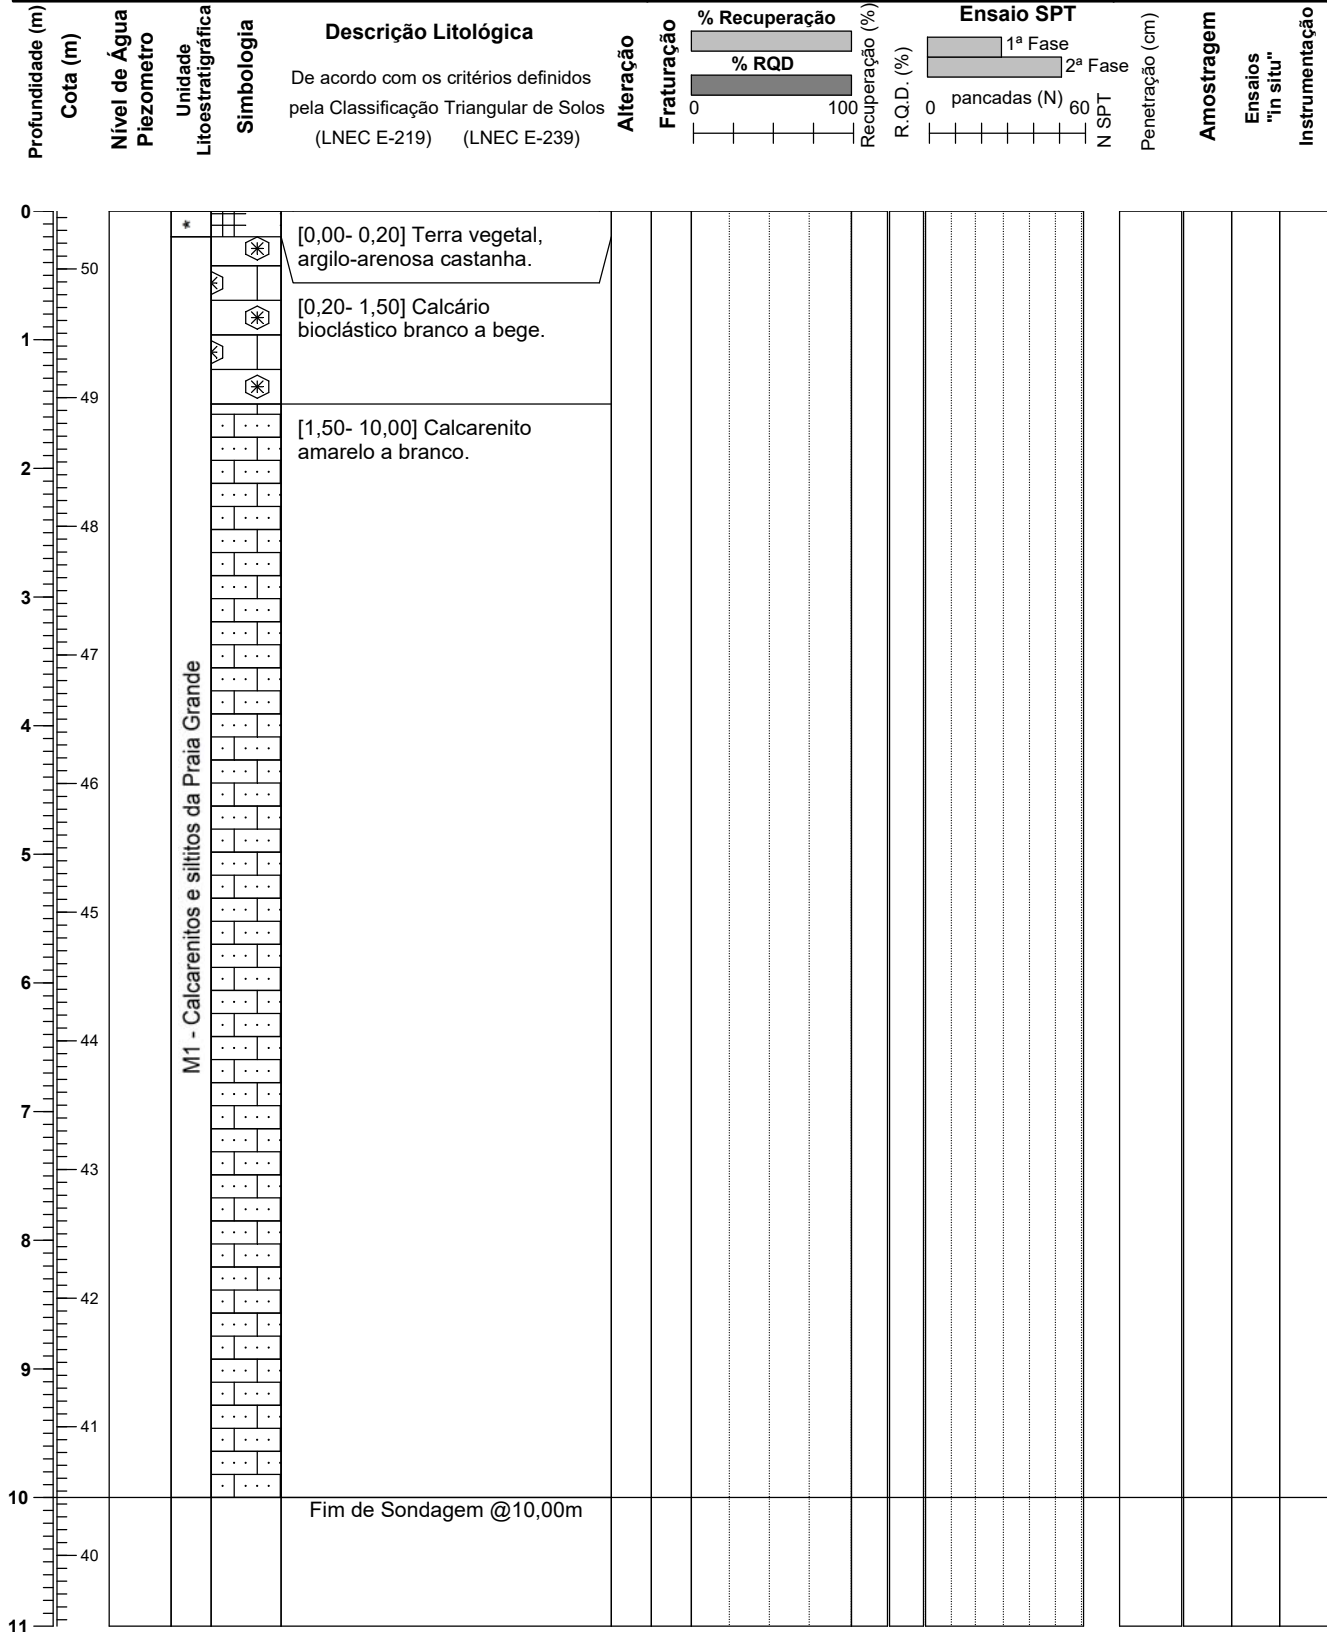 Profundidade (m)
Cota (m)
Nível de Água
Piezometro
Unidade
Litoestratigráfica
Simbologia
Descrição Litológica
De acordo com os critérios definidos
pela Classificação Triangular de Solos
(LNEC E-219) (LNEC E-239)
Alteração
Fraturação
% Recuperação
% RQD
0 100
Recuperação (%)
R.Q.D. (%)
Ensaio SPT
1ª Fase
2ª Fase
pancadas (N)
0 60
N SPT
Penetração (cm)
Amostragem
Ensaios
"in situ"
Instrumentação
0
*
[0,00- 0,20] Terra vegetal,
argilo-arenosa castanha.
50
[0,20- 1,50] Calcário
bioclástico branco a bege.
1
49
[1,50- 10,00] Calcarenito
amarelo a branco.
2
48
3
47
M1 - Calcarenitos e siltitos da Praia Grande
4
46
5
45
6
44
7
43
8
42
9
41
10
Fim de Sondagem @10,00m
40
11